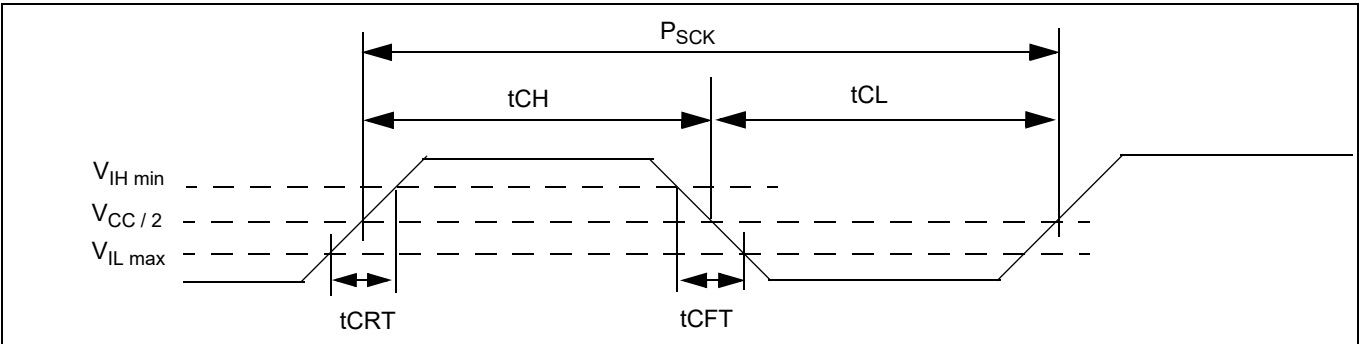 PSCK
tCH
tCL
VIH min
VCC / 2
VIL max
tCRT
tCFT